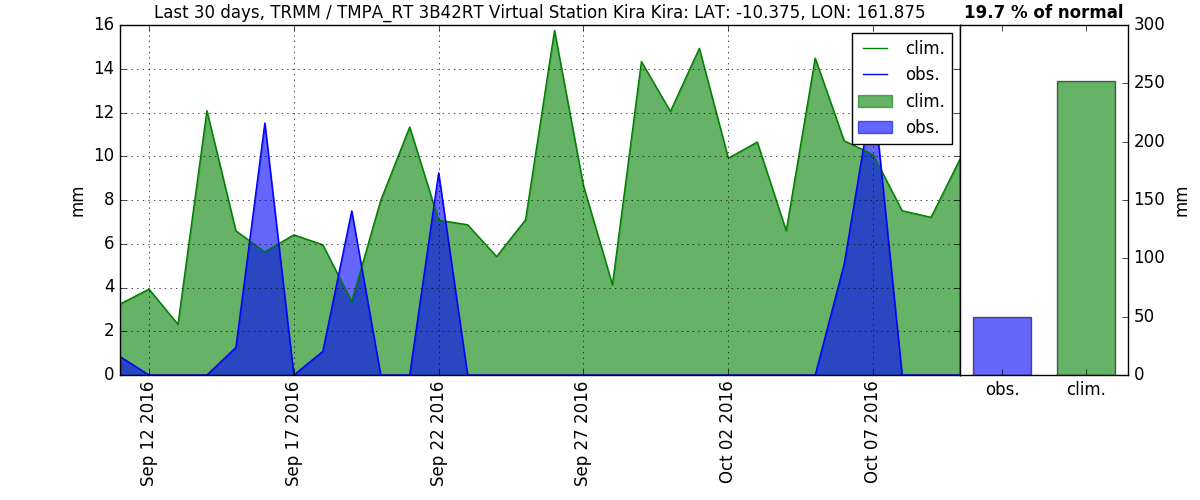 Last 30 days, TRMM / TMPA_RT 3B42RT Virtual Station Kira Kira: LAT: -10.375, LON: 161.875
19.7 % of normal
16
14
12
10
8
6
4
2
0
mm
clim.
obs.
clim.
obs.
Sep 12 2016
Sep 17 2016
Sep 22 2016
Sep 27 2016
Oct 02 2016
Oct 07 2016
300
250
200
150
100
50
0
mm
obs.
clim.